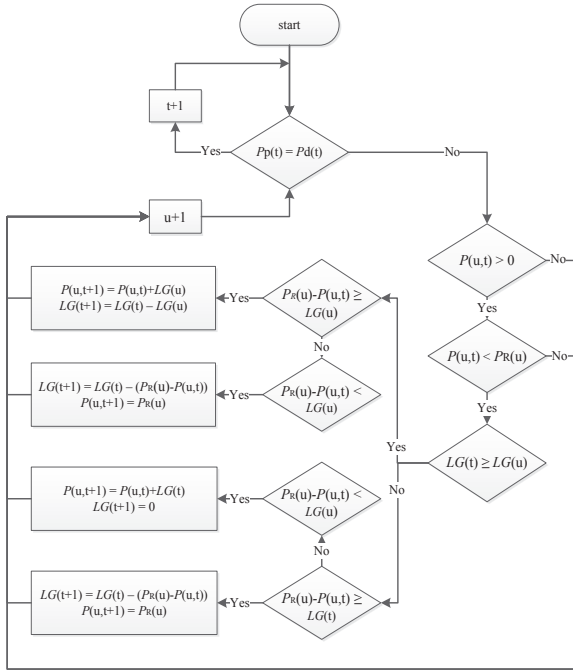 start
t+1
Pp(t) = Pd(t)
Yes
No
u+1
P(u,t) > 0
No
Yes
P(u,t+1) = P(u,t)+LG(u)
LG(t+1) = LG(t) – LG(u)
Yes
PR(u)-P(u,t) ≥
LG(u)
No
P(u,t) < PR(u)
No
Yes
LG(t+1) = LG(t) – (PR(u)-P(u,t))
P(u,t+1) = PR(u)
Yes
PR(u)-P(u,t) <
LG(u)
LG(t) ≥ LG(u)
Yes
No
P(u,t+1) = P(u,t)+LG(t)
LG(t+1) = 0
Yes
PR(u)-P(u,t) <
LG(u)
No
LG(t+1) = LG(t) – (PR(u)-P(u,t))
P(u,t+1) = PR(u)
Yes
PR(u)-P(u,t) ≥
LG(t)